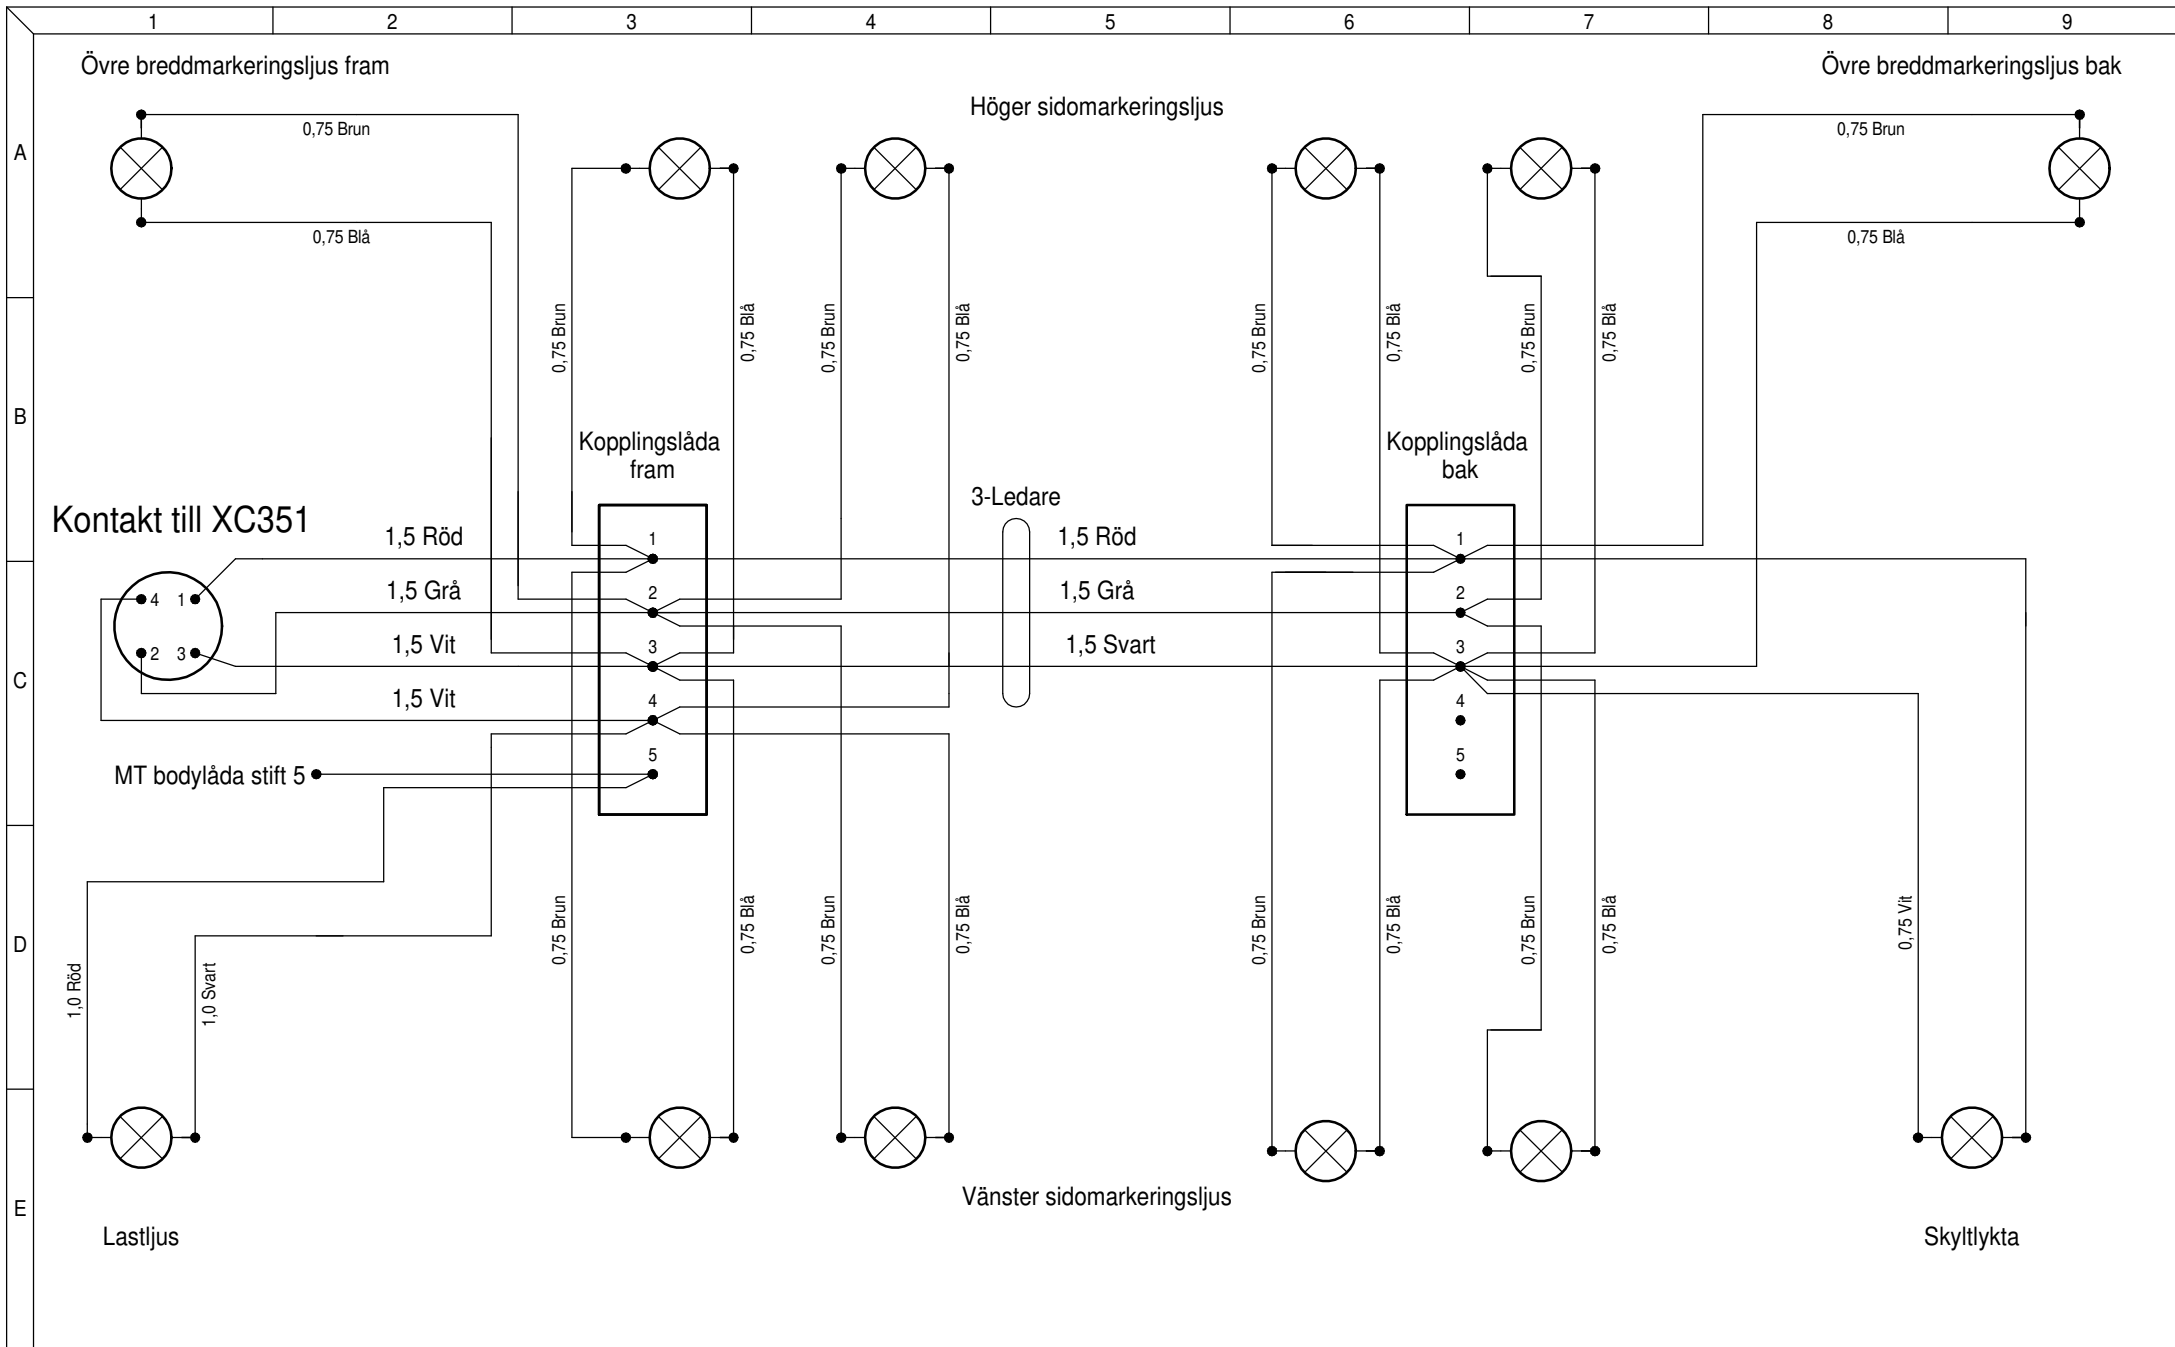 1 2 3 4 5 6 7 8 9
Övre breddmarkeringsljus fram
Övre breddmarkeringsljus bak
Höger sidomarkeringsljus
0,75 Brun
0,75 Brun
A
0,75 Blå
0,75 Blå
0,75 Brun
0,75 Blå
0,75 Brun
0,75 Blå
0,75 Brun
0,75 Blå
0,75 Brun
0,75 Blå
B
Kopplingslåda
fram
Kopplingslåda
bak
3-Ledare
Kontakt till XC351
1,5 Röd
1
1,5 Röd
1
4 1
1,5 Grå
2
1,5 Grå
2
2 3
1,5 Vit
3
1,5 Svart
3
C
1,5 Vit
4
4
MT bodylåda stift 5
5
5
D
1,0 Röd
1,0 Svart
0,75 Brun
0,75 Blå
0,75 Brun
0,75 Blå
0,75 Brun
0,75 Blå
0,75 Brun
0,75 Blå
0,75 Vit
E
Vänster sidomarkeringsljus
Lastljus
Skyltlykta